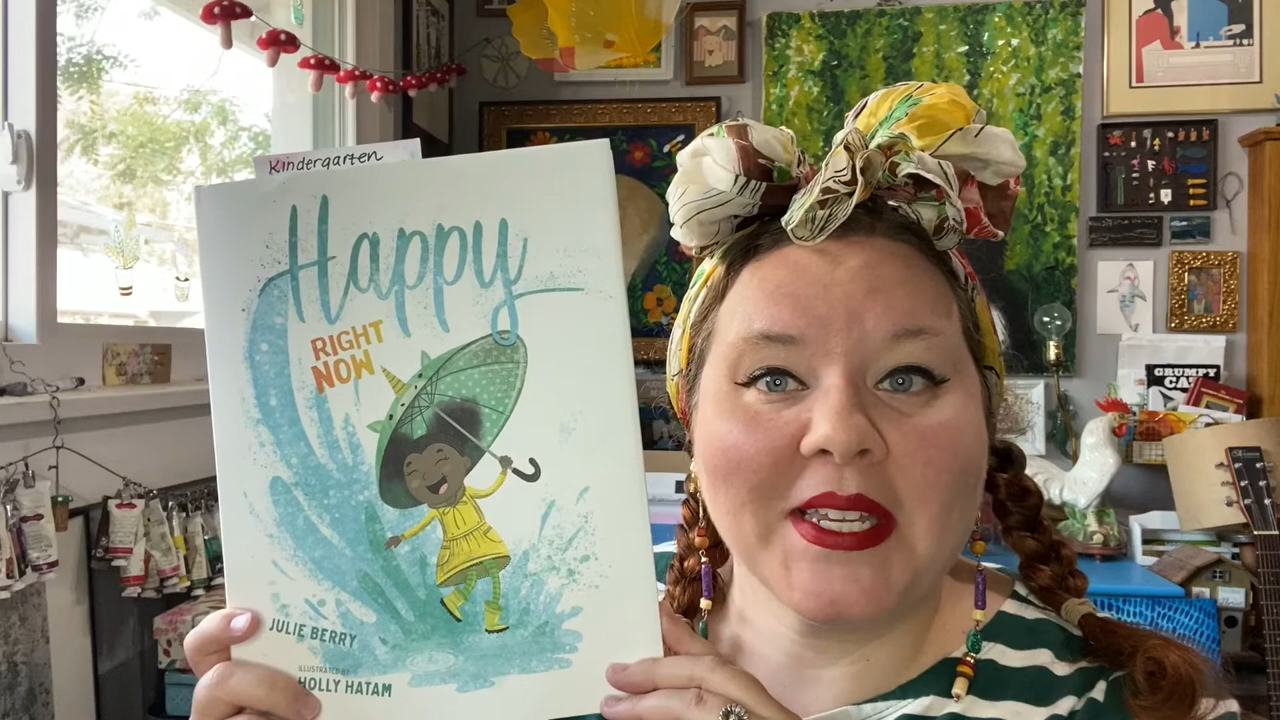 Kindergarten
Happy
RIGHT
NOW
JULIE BERRY
ILLUSTRATED BY
HOLLY HATAM
GRUMPY
CAT